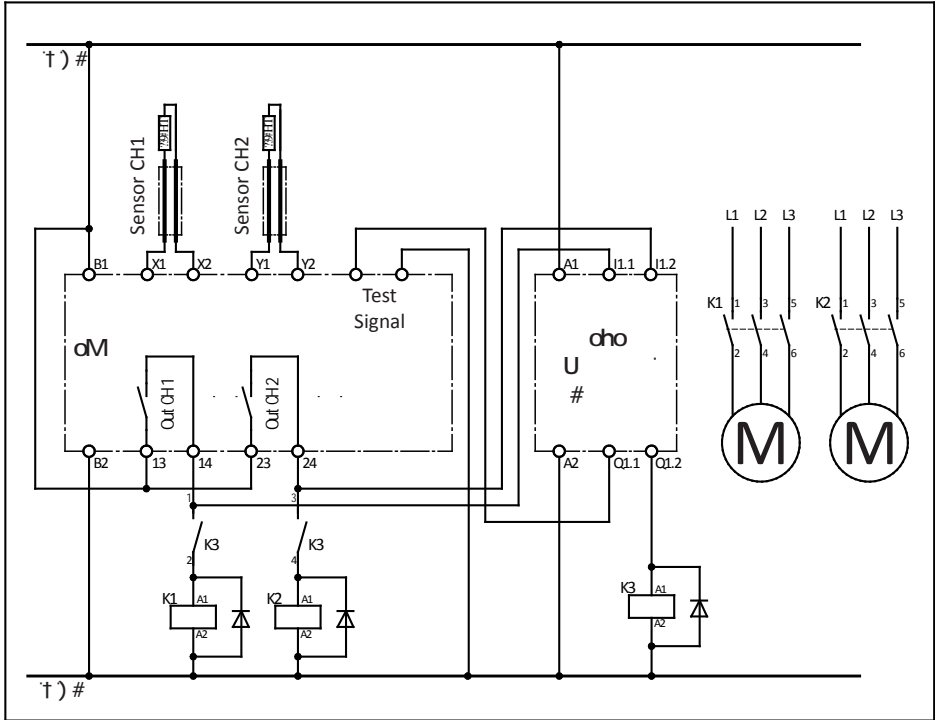 Sensor CH1
Sensor CH2
L1 L2 L3
L1 L2 L3
B1 X1 X2 Y1 Y2
A1 I1.1 I1.2
Test
Signal
K1 1 3 5
K2 1 3 5
2 4 6
2 4 6
oM
oho
U
#
Out CH1
Out CH2
M
M
B2 13 14 23 24
A2 Q1.1 Q1.2
1
3
K3
K3
2
4
K1 A1
A2
K2 A1
A2
K3 A1
A2